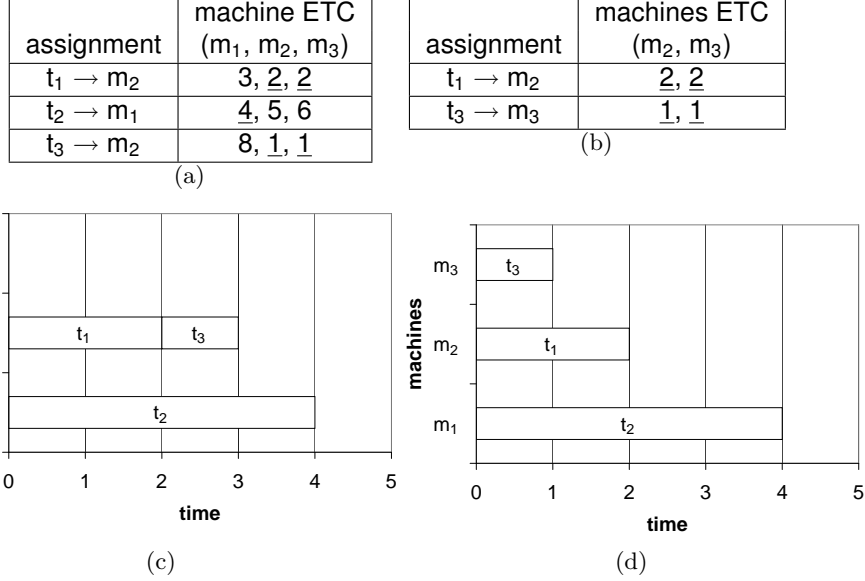 machine ETC
assignment (m₁, m₂, m₃)
t₁ → m₂ 3, 2, 2
t₂ → m₁ 4, 5, 6
t₃ → m₂ 8, 1, 1
(a)
machines ETC
assignment (m₂, m₃)
t₁ → m₂ 2, 2
t₃ → m₃ 1, 1
(b)
t₁ t₃
t₂
0 1 2 3 4 5
time
(c)
machines
m₃ t₃
m₂ t₁
m₁ t₂
0 1 2 3 4 5
time
(d)